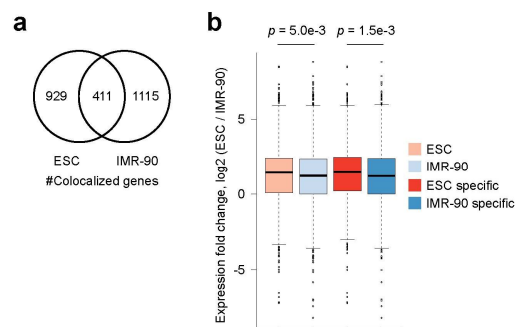 a
929 411 1115
ESC IMR-90
#Colocalized genes
b
p = 5.0e-3 p = 1.5e-3
Expression fold change, log2 (ESC / IMR-90)
5
0
-5
ESC
IMR-90
ESC specific
IMR-90 specific